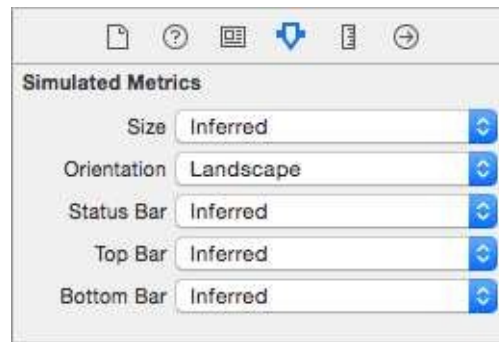 Simulated Metrics
Size Inferred
Orientation Landscape
Status Bar Inferred
Top Bar Inferred
Bottom Bar Inferred